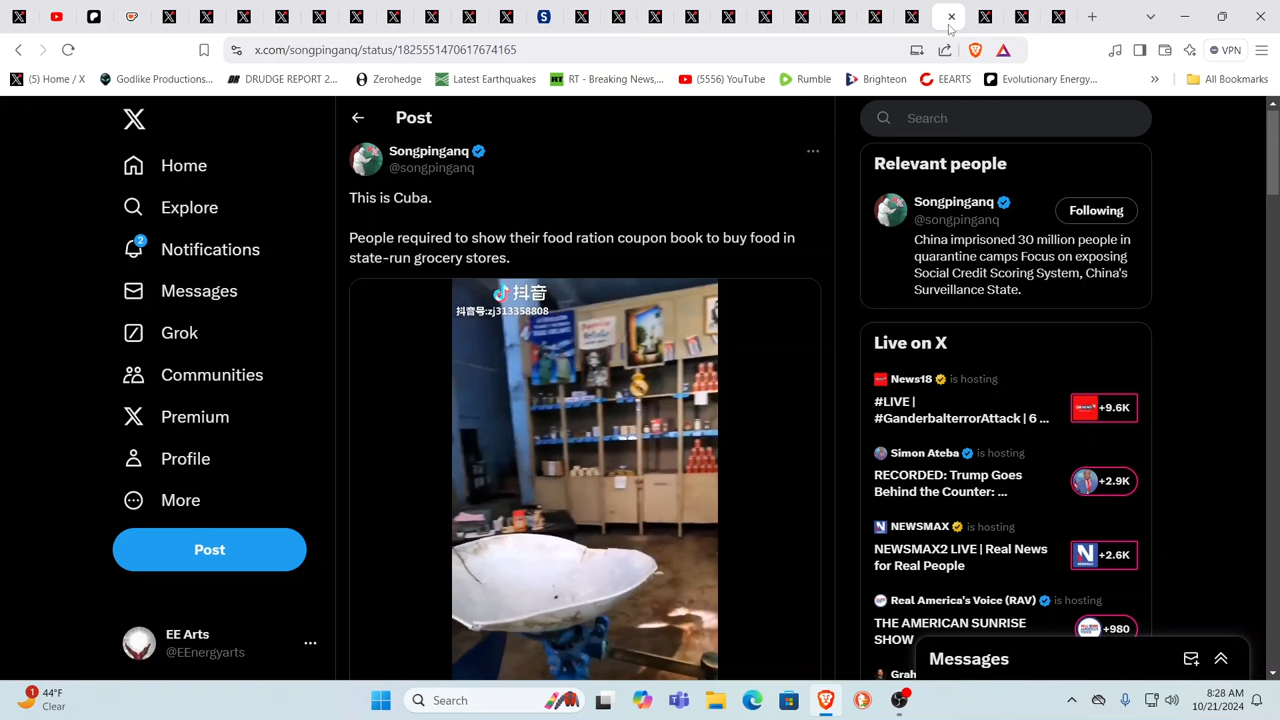 x.com/songpinganq/status/1825551470617674165
VPN
(5) Home / X
Godlike Productions...
DRUDGE REPORT 2...
Zerohedge
Latest Earthquakes
RT - Breaking News,...
(5555) YouTube
Rumble
Brighteon
EEARTS
Evolutionary Energy...
All Bookmarks
Home
Explore
2
Notifications
Messages
Grok
Communities
Premium
Profile
More
Post
EE Arts
@EEnergyarts
Post
Songpinganq
@songpinganq
This is Cuba.
People required to show their food ration coupon book to buy food in
state-run grocery stores.
抖音
抖音号:zj313358808
Search
Relevant people
Songpinganq
@songpinganq
Following
China imprisoned 30 million people in
quarantine camps Focus on exposing
Social Credit Scoring System, China's
Surveillance State.
Live on X
News18 is hosting
#LIVE |
#GanderbalterrorAttack | 6 ...
+9.6K
Simon Ateba is hosting
RECORDED: Trump Goes
Behind the Counter: ...
+2.9K
NEWSMAX is hosting
NEWSMAX2 LIVE | Real News
for Real People
+2.6K
Real America's Voice (RAV) is hosting
THE AMERICAN SUNRISE
SHOW
+980
Messages
1
44°F
Clear
Search
8:28 AM
10/21/2024